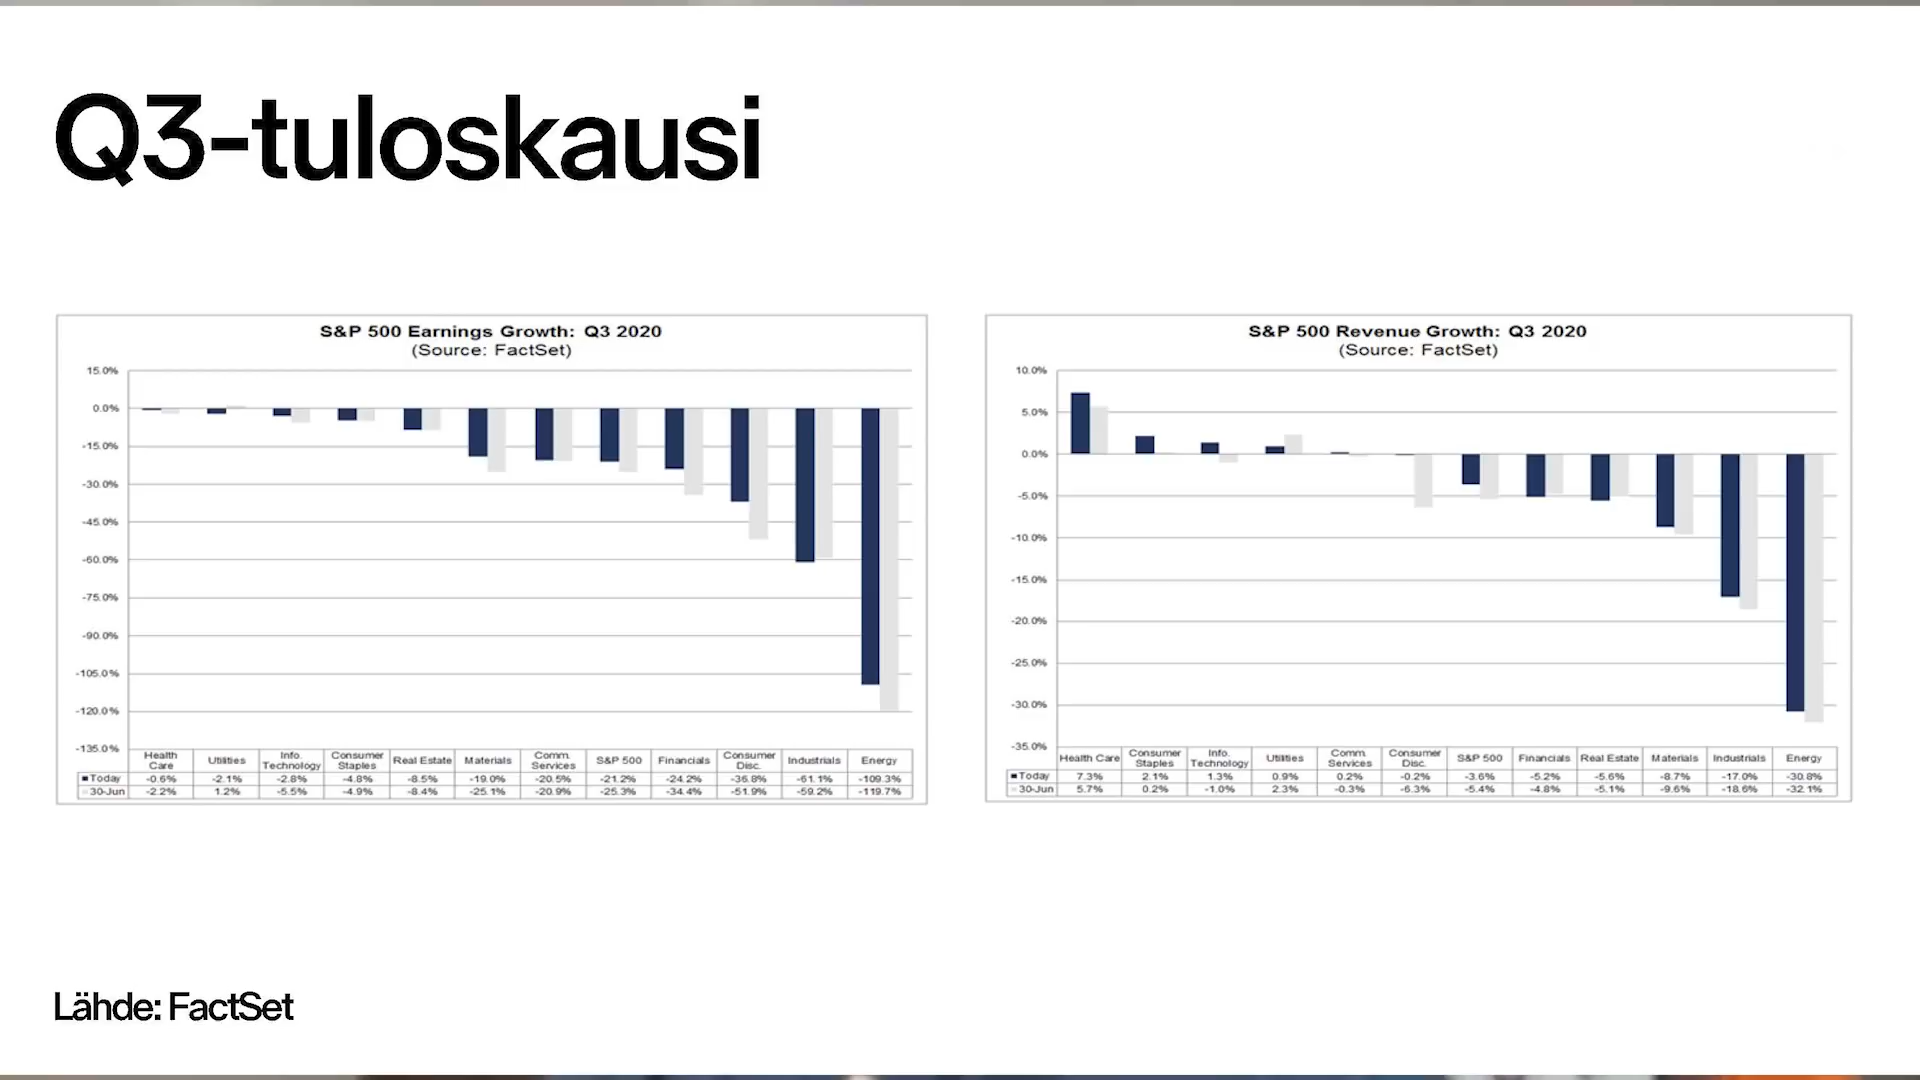 Q3-tuloskausi
S&P 500 Earnings Growth: Q3 2020
(Source: FactSet)
15.0%
0.0%
-15.0%
-30.0%
-45.0%
-60.0%
-75.0%
-90.0%
-105.0%
-120.0%
-135.0%
Health Care Utilities Info. Technology Consumer Staples Real Estate Materials Comm. Services S&P 500 Financials Consumer Disc. Industrials Energy
Today -0.6% -2.1% -2.8% -4.8% -8.5% -19.0% -20.5% -21.2% -24.2% -36.8% -61.1% -109.3%
30-Jun -2.2% 1.2% -5.5% -4.9% -8.4% -25.1% -20.9% -25.3% -34.4% -51.9% -59.2% -119.7%
S&P 500 Revenue Growth: Q3 2020
(Source: FactSet)
10.0%
5.0%
0.0%
-5.0%
-10.0%
-15.0%
-20.0%
-25.0%
-30.0%
-35.0%
Health Care Consumer Staples Info. Technology Utilities Comm. Services Consumer Disc. S&P 500 Financials Real Estate Materials Industrials Energy
Today 7.3% 2.1% 1.3% 0.9% 0.2% -0.2% -3.6% -5.2% -5.6% -8.7% -17.0% -30.8%
30-Jun 5.7% 0.2% -1.0% 2.3% -0.3% -6.3% -5.4% -4.8% -5.1% -9.6% -18.6% -32.1%
Lähde: FactSet